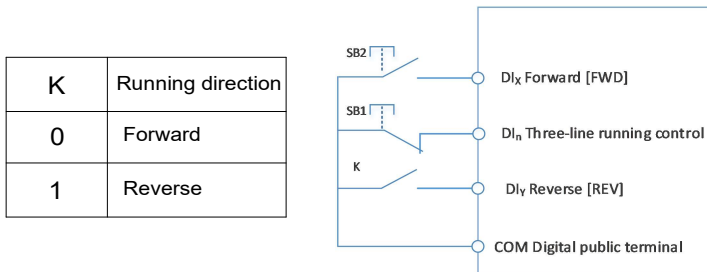 K Running direction
0 Forward
1 Reverse
SB2
DIX Forward [FWD]
SB1
DIn Three-line running control
K
DIY Reverse [REV]
COM Digital public terminal